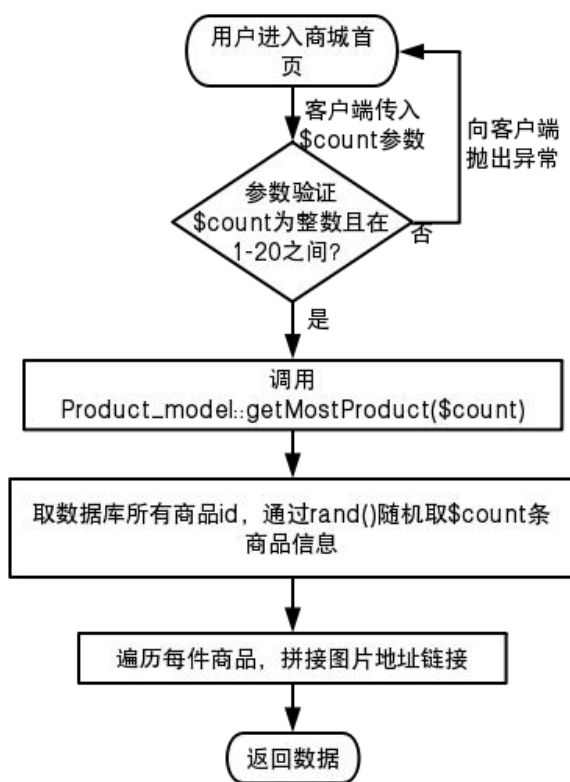 用户进入商城首
页
客户端传入
$count参数
向客户端
抛出异常
参数验证
$count为整数且在
1-20之间?
否
是
调用
Product_model::getMostProduct($count)
取数据库所有商品id，通过rand()随机取$count条
商品信息
遍历每件商品，拼接图片地址链接
返回数据